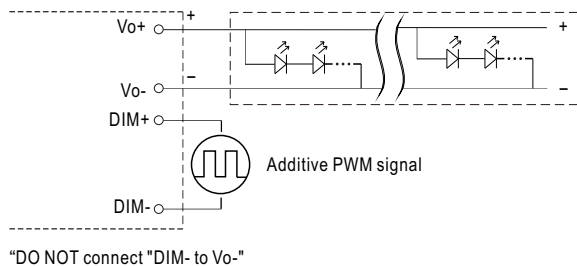 Vo+
+
+
−
−
Vo-
DIM+
Additive PWM signal
DIM-
“DO NOT connect "DIM- to Vo-"